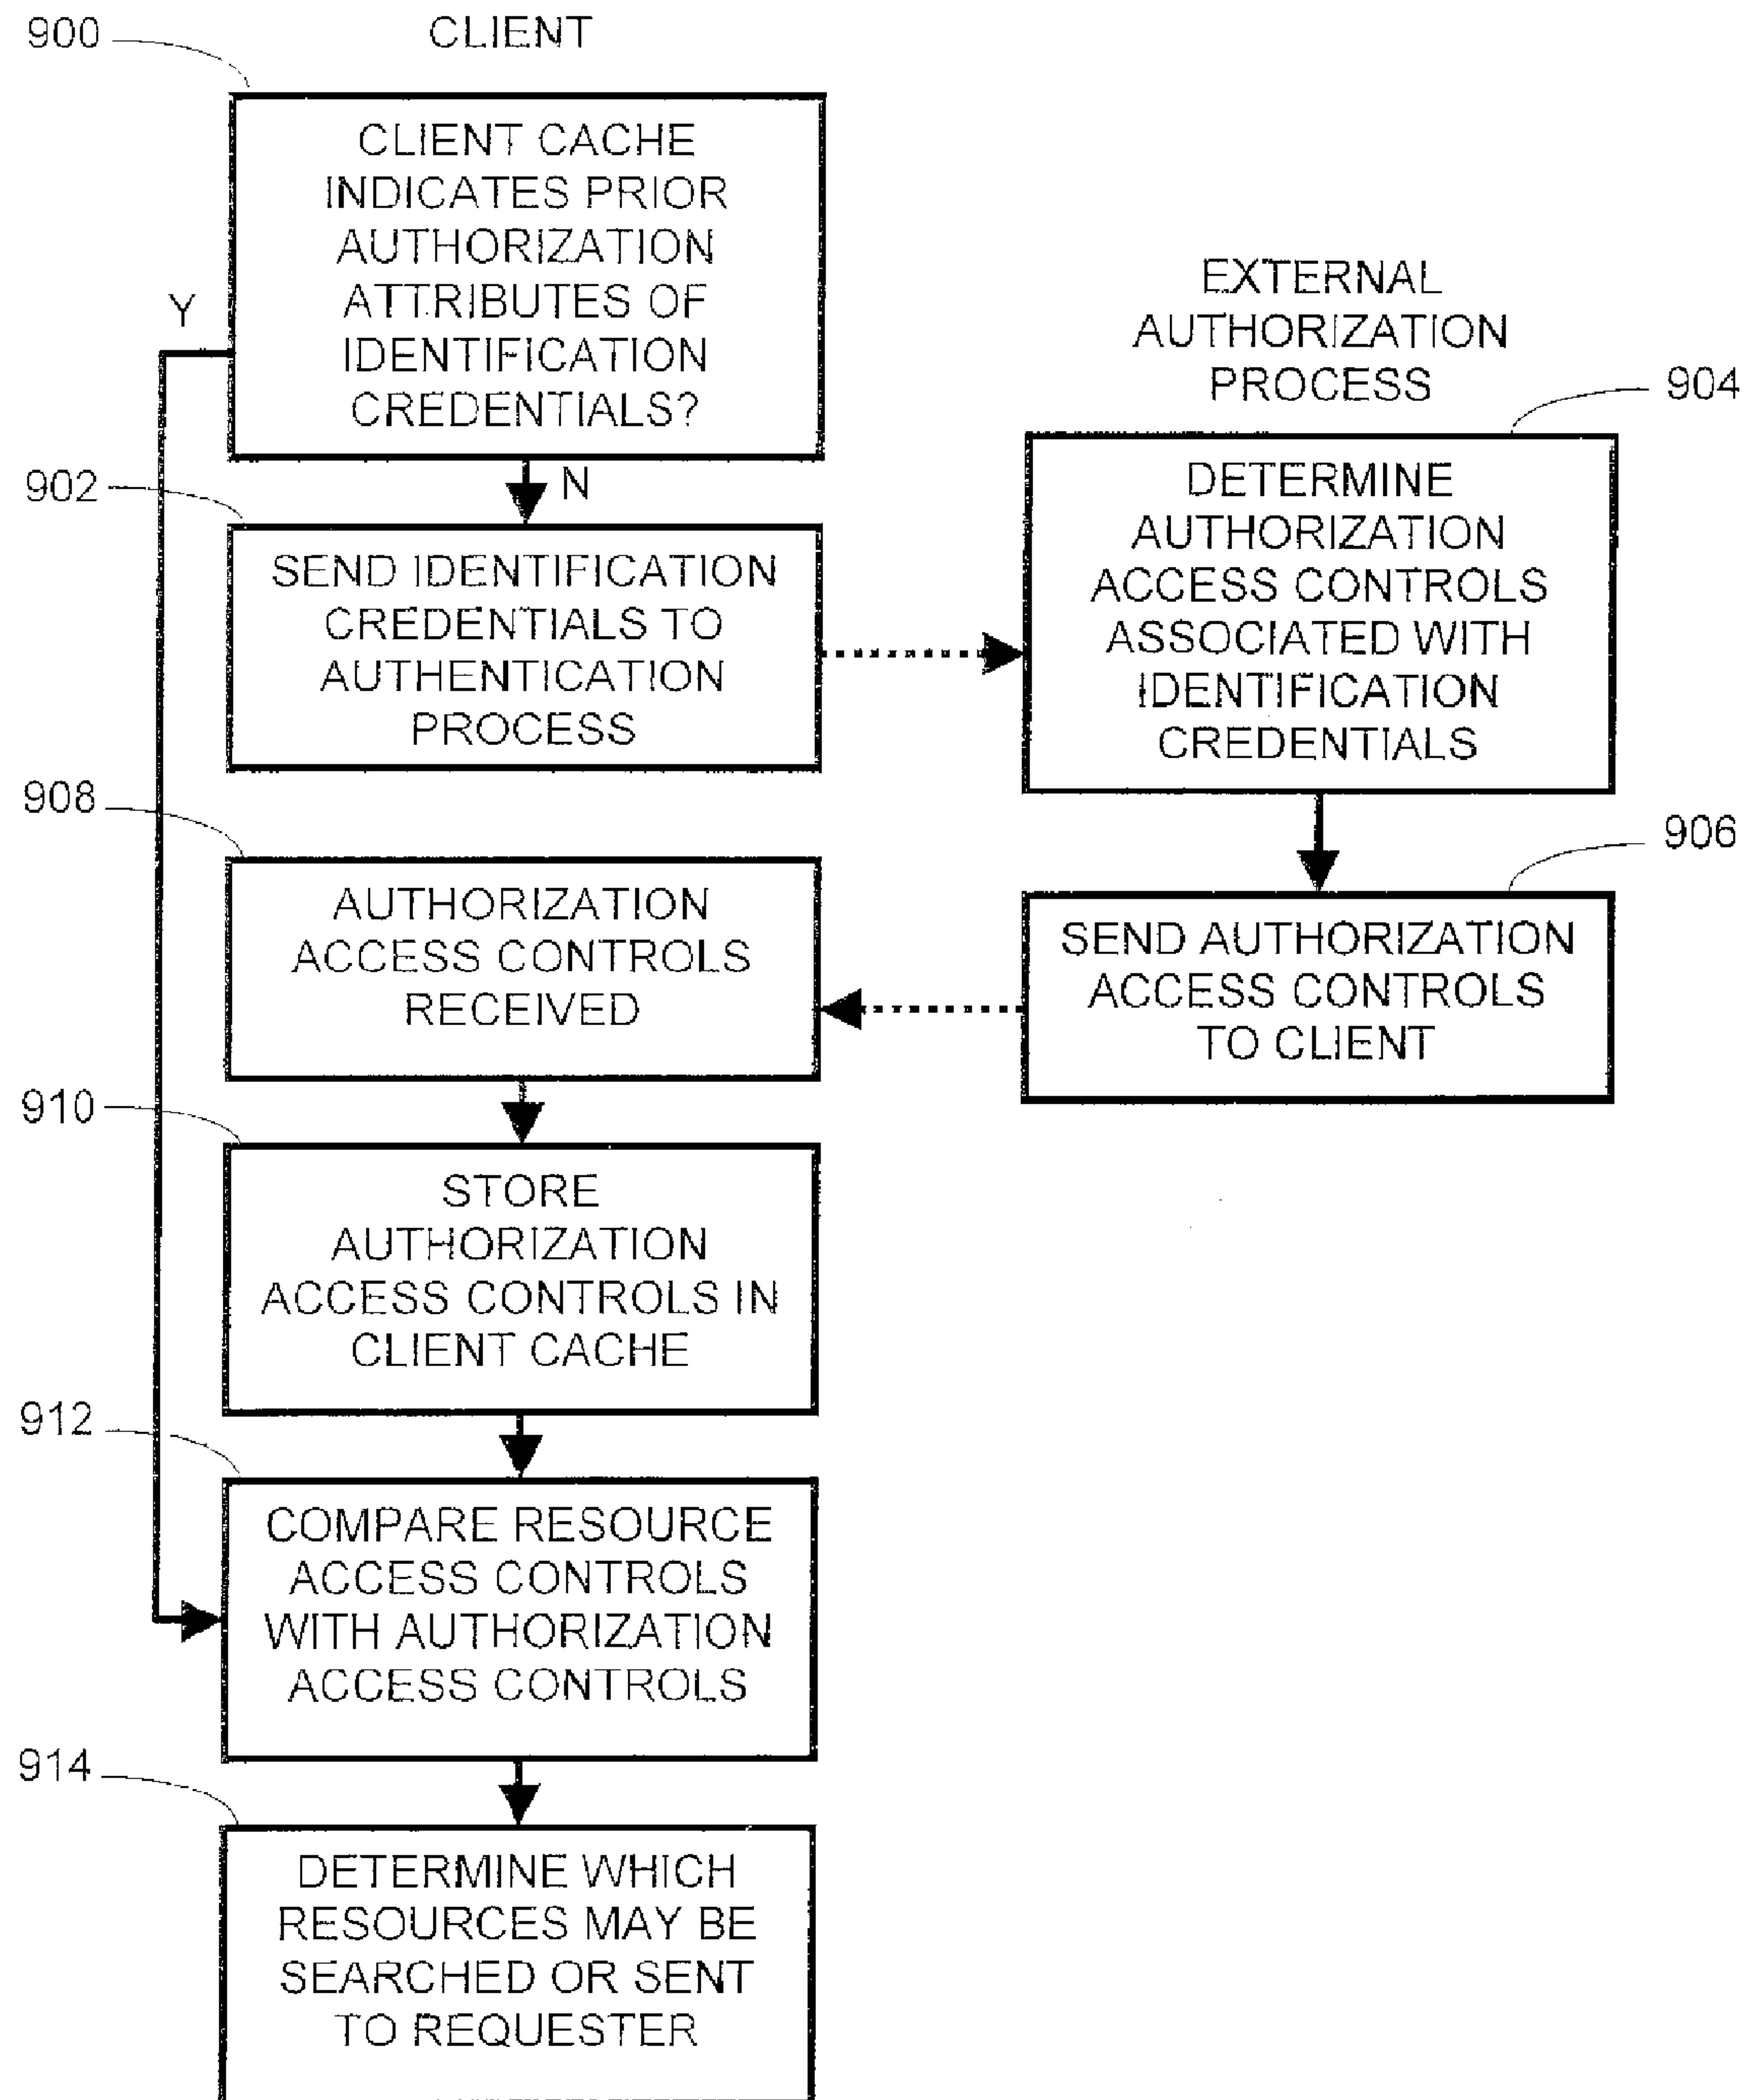 900
CLIENT
CLIENT CACHE
INDICATES PRIOR
AUTHORIZATION
ATTRIBUTES OF
IDENTIFICATION
CREDENTIALS?
Y
N
902
SEND IDENTIFICATION
CREDENTIALS TO
AUTHENTICATION
PROCESS
EXTERNAL
AUTHORIZATION
PROCESS
904
DETERMINE
AUTHORIZATION
ACCESS CONTROLS
ASSOCIATED WITH
IDENTIFICATION
CREDENTIALS
906
SEND AUTHORIZATION
ACCESS CONTROLS
TO CLIENT
908
AUTHORIZATION
ACCESS CONTROLS
RECEIVED
910
STORE
AUTHORIZATION
ACCESS CONTROLS IN
CLIENT CACHE
912
COMPARE RESOURCE
ACCESS CONTROLS
WITH AUTHORIZATION
ACCESS CONTROLS
914
DETERMINE WHICH
RESOURCES MAY BE
SEARCHED OR SENT
TO REQUESTER